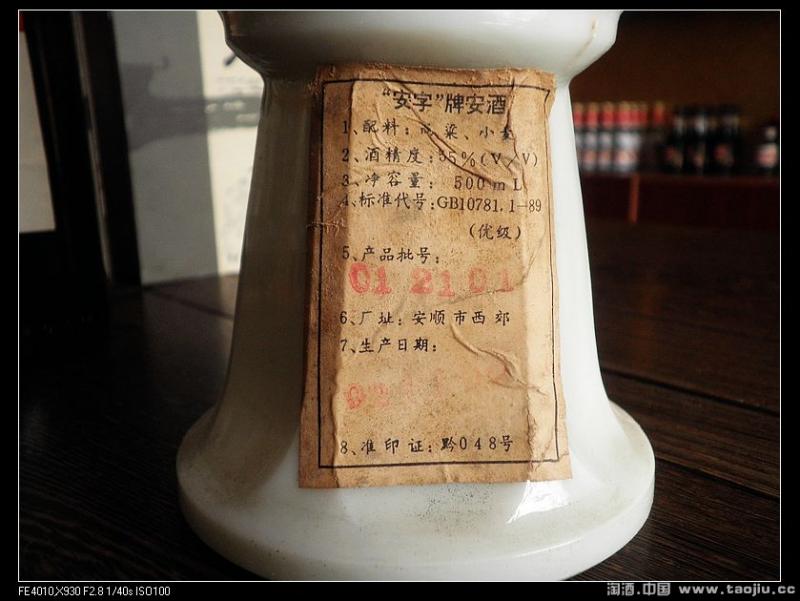 “安字”牌安酒
1、配料：高粱、小麦
2、酒精度：55%(V/V)
3、净容量： 500mL
4、标准代号：GB10781.1—89
(优级)
5、产品批号：
01 2101
6、厂址：安顺市西郊
7、生产日期：
8、准印证：黔048号
FE4010,X930 F2.8 1/40s ISO100
淘酒.中国 www.taojiu.cc